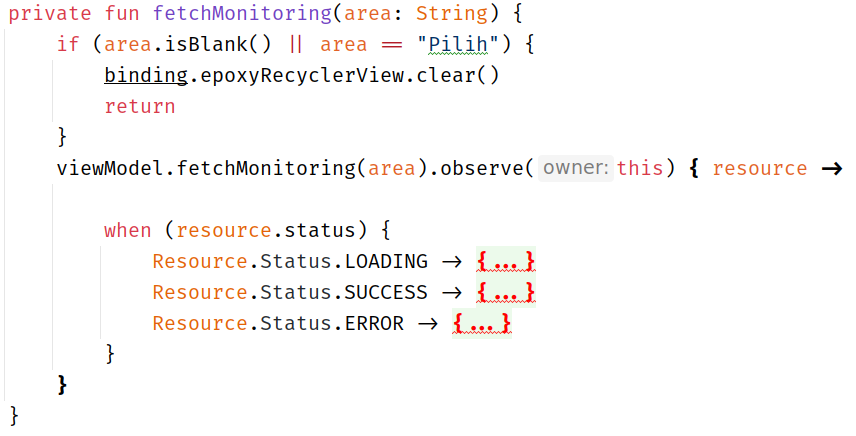 private fun fetchMonitoring(area: String) {
if (area.isBlank() || area == "Pilih") {
binding.epoxyRecyclerView.clear()
return
}
viewModel.fetchMonitoring(area).observe( owner: this) { resource ->
when (resource.status) {
Resource.Status.LOADING -> {...}
Resource.Status.SUCCESS -> {...}
Resource.Status.ERROR -> {...}
}
}
}